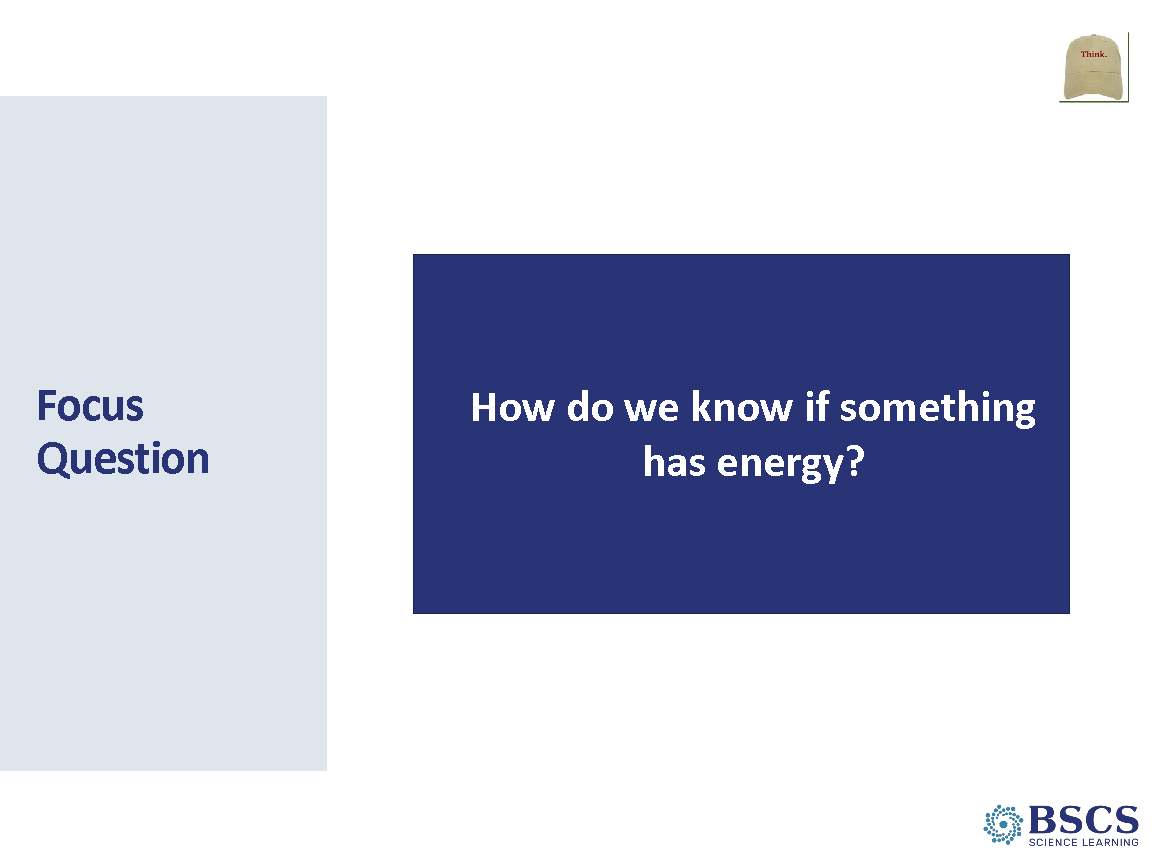 Think.
Focus
Question
How do we know if something
has energy?
BSCS
SCIENCE LEARNING